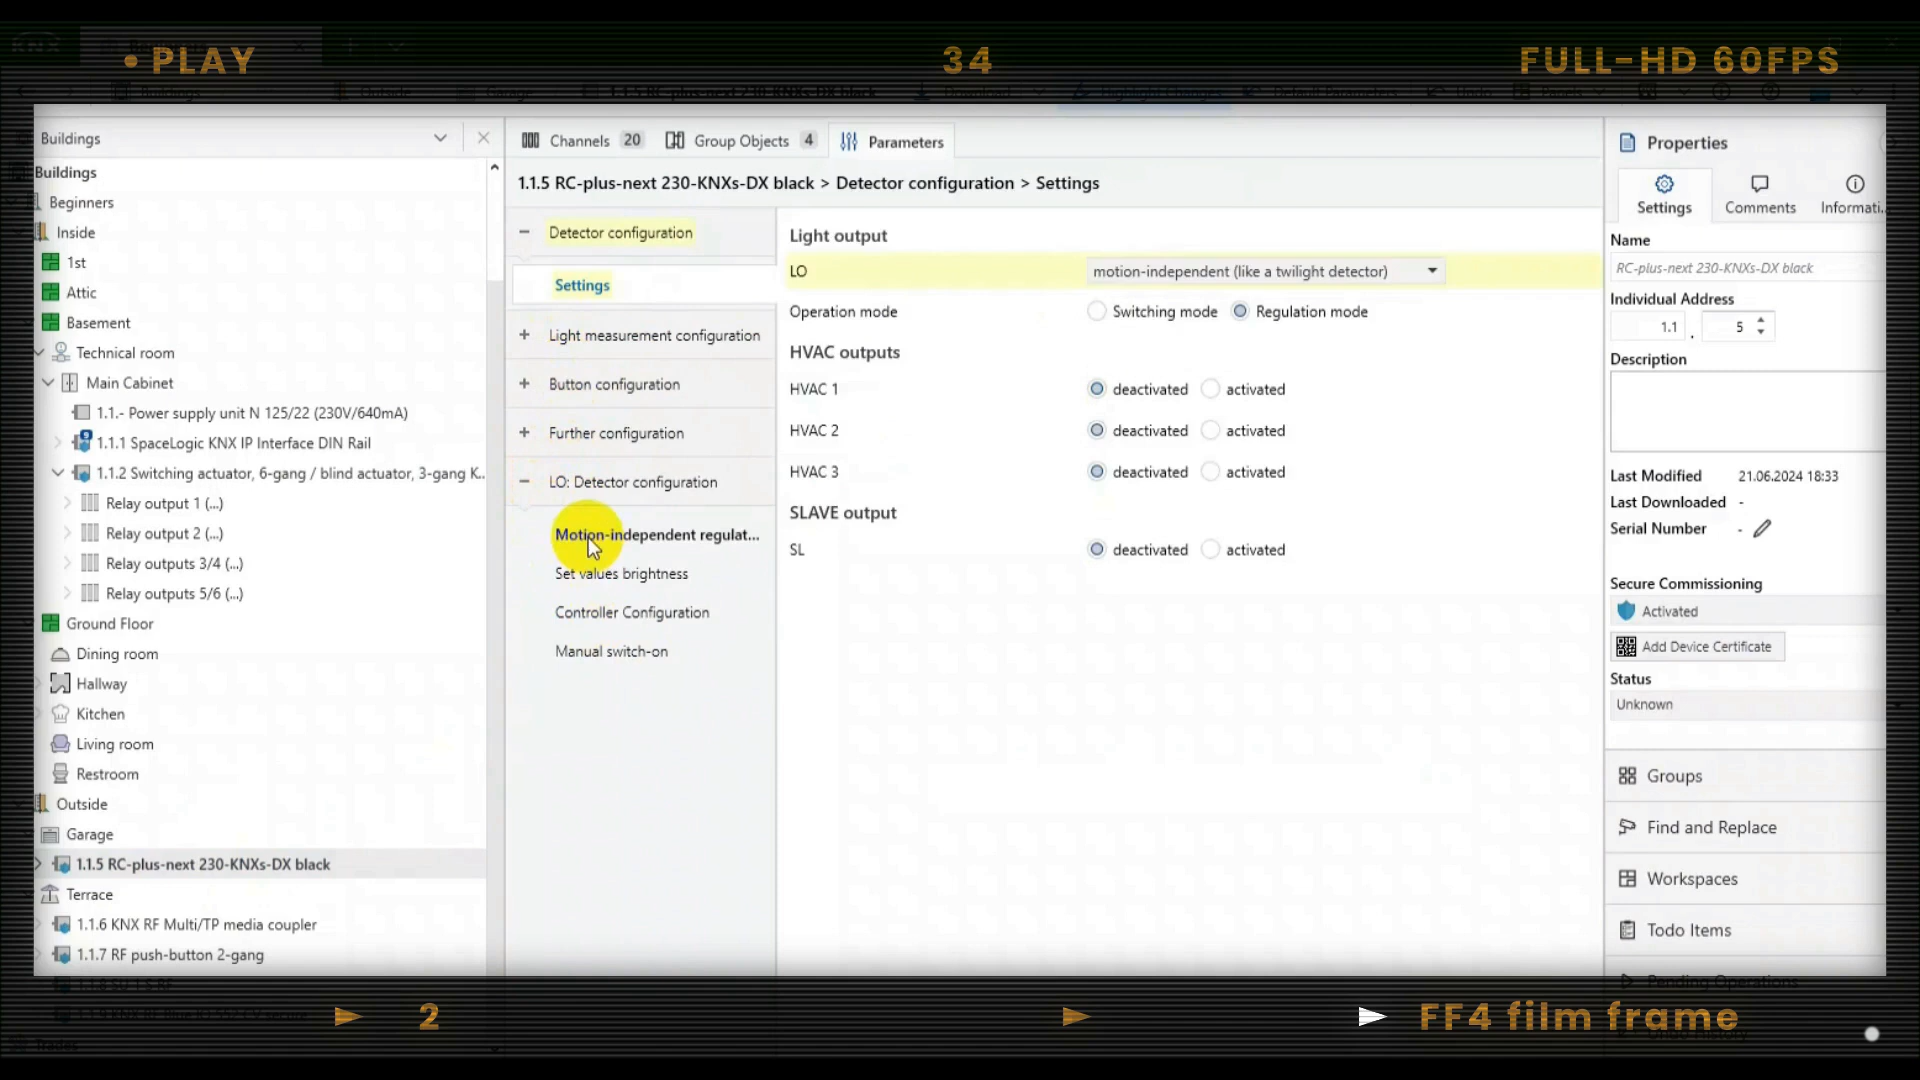 PLAY
34
FULL-HD 60FPS
Buildings
Channels 20 Group Objects 4 Parameters
Properties
Buildings
Beginners
Inside
1st
Attic
Basement
Technical room
Main Cabinet
1.1.- Power supply unit N 125/22 (230V/640mA)
1.1.1 SpaceLogic KNX IP Interface DIN Rail
1.1.2 Switching actuator, 6-gang / blind actuator, 3-gang K...
Relay output 1 (...)
Relay output 2 (...)
Relay outputs 3/4 (...)
Relay outputs 5/6 (...)
Ground Floor
Dining room
Hallway
Kitchen
Living room
Restroom
Outside
Garage
1.1.5 RC-plus-next 230-KNXs-DX black
Terrace
1.1.6 KNX RF Multi/TP media coupler
1.1.7 RF push-button 2-gang
1.1.5 RC-plus-next 230-KNXs-DX black > Detector configuration > Settings
Detector configuration
Settings
Light measurement configuration
Button configuration
Further configuration
LO: Detector configuration
Motion-independent regulat...
Set values brightness
Controller Configuration
Manual switch-on
Light output
LO motion-independent (like a twilight detector)
Operation mode Switching mode Regulation mode
HVAC outputs
HVAC 1 deactivated activated
HVAC 2 deactivated activated
HVAC 3 deactivated activated
SLAVE output
SL deactivated activated
Settings Comments Informati...
Name
RC-plus-next 230-KNXs-DX black
Individual Address
1.1 . 5
Description
Last Modified 21.06.2024 18:33
Last Downloaded -
Serial Number -
Secure Commissioning
Activated
Add Device Certificate
Status
Unknown
Groups
Find and Replace
Workspaces
Todo Items
Pending Operations
2
FF4 film frame